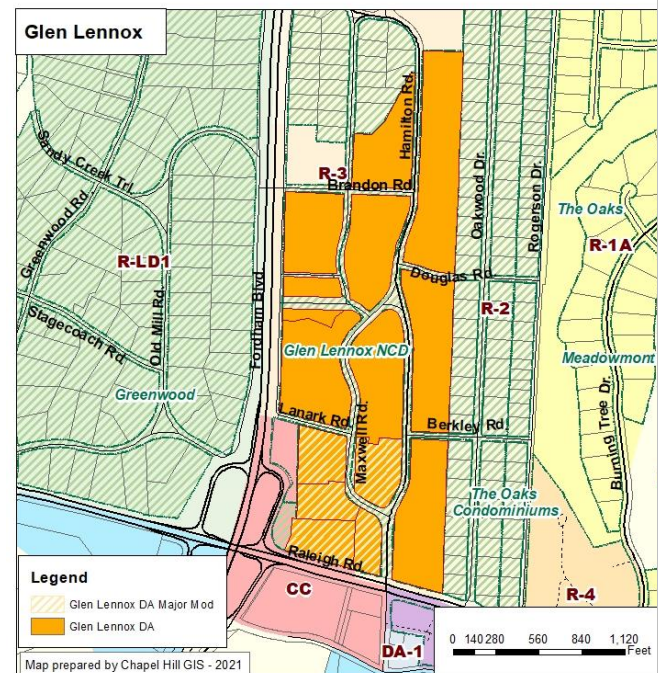 Glen Lennox
Hamilton Rd.
Sandy Creek Trl.
R-3
Brandon Rd.
Oakwood Dr.
Rogerson Dr.
The Oaks
Greenwood Rd.
R-LD1
Old Mill Rd.
Fordham Blvd.
R-1A
Douglas Rd.
Stagecoach Rd.
R-2
Glen Lennox NCD
Meadowmont
Greenwood
Burning Tree Dr.
Lanark Rd.
Maxwell Rd.
Berkley Rd.
The Oaks
Condominiums
Raleigh Rd.
CC
R-4
DA-1
Legend
Glen Lennox DA Major Mod
Glen Lennox DA
0 140 280 560 840 1,120
Feet
Map prepared by Chapel Hill GIS - 2021